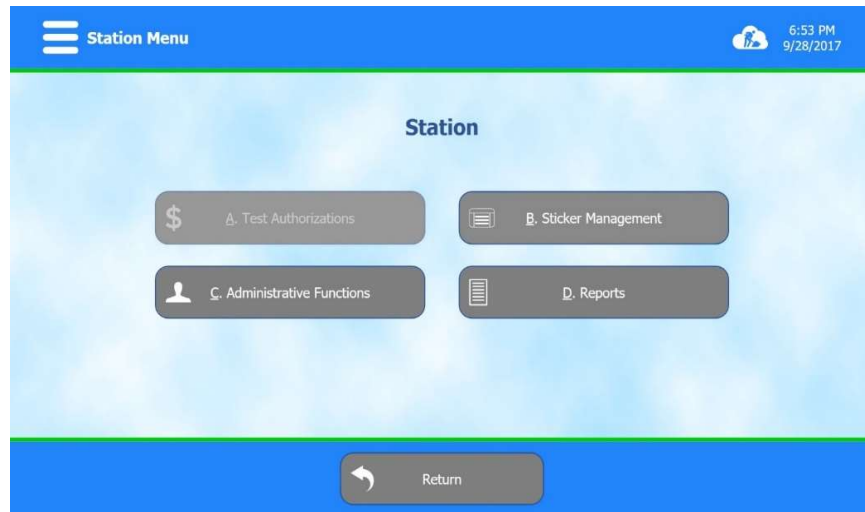 Station Menu
6:53 PM
9/28/2017
Station
$ A. Test Authorizations
B. Sticker Management
C. Administrative Functions
D. Reports
Return